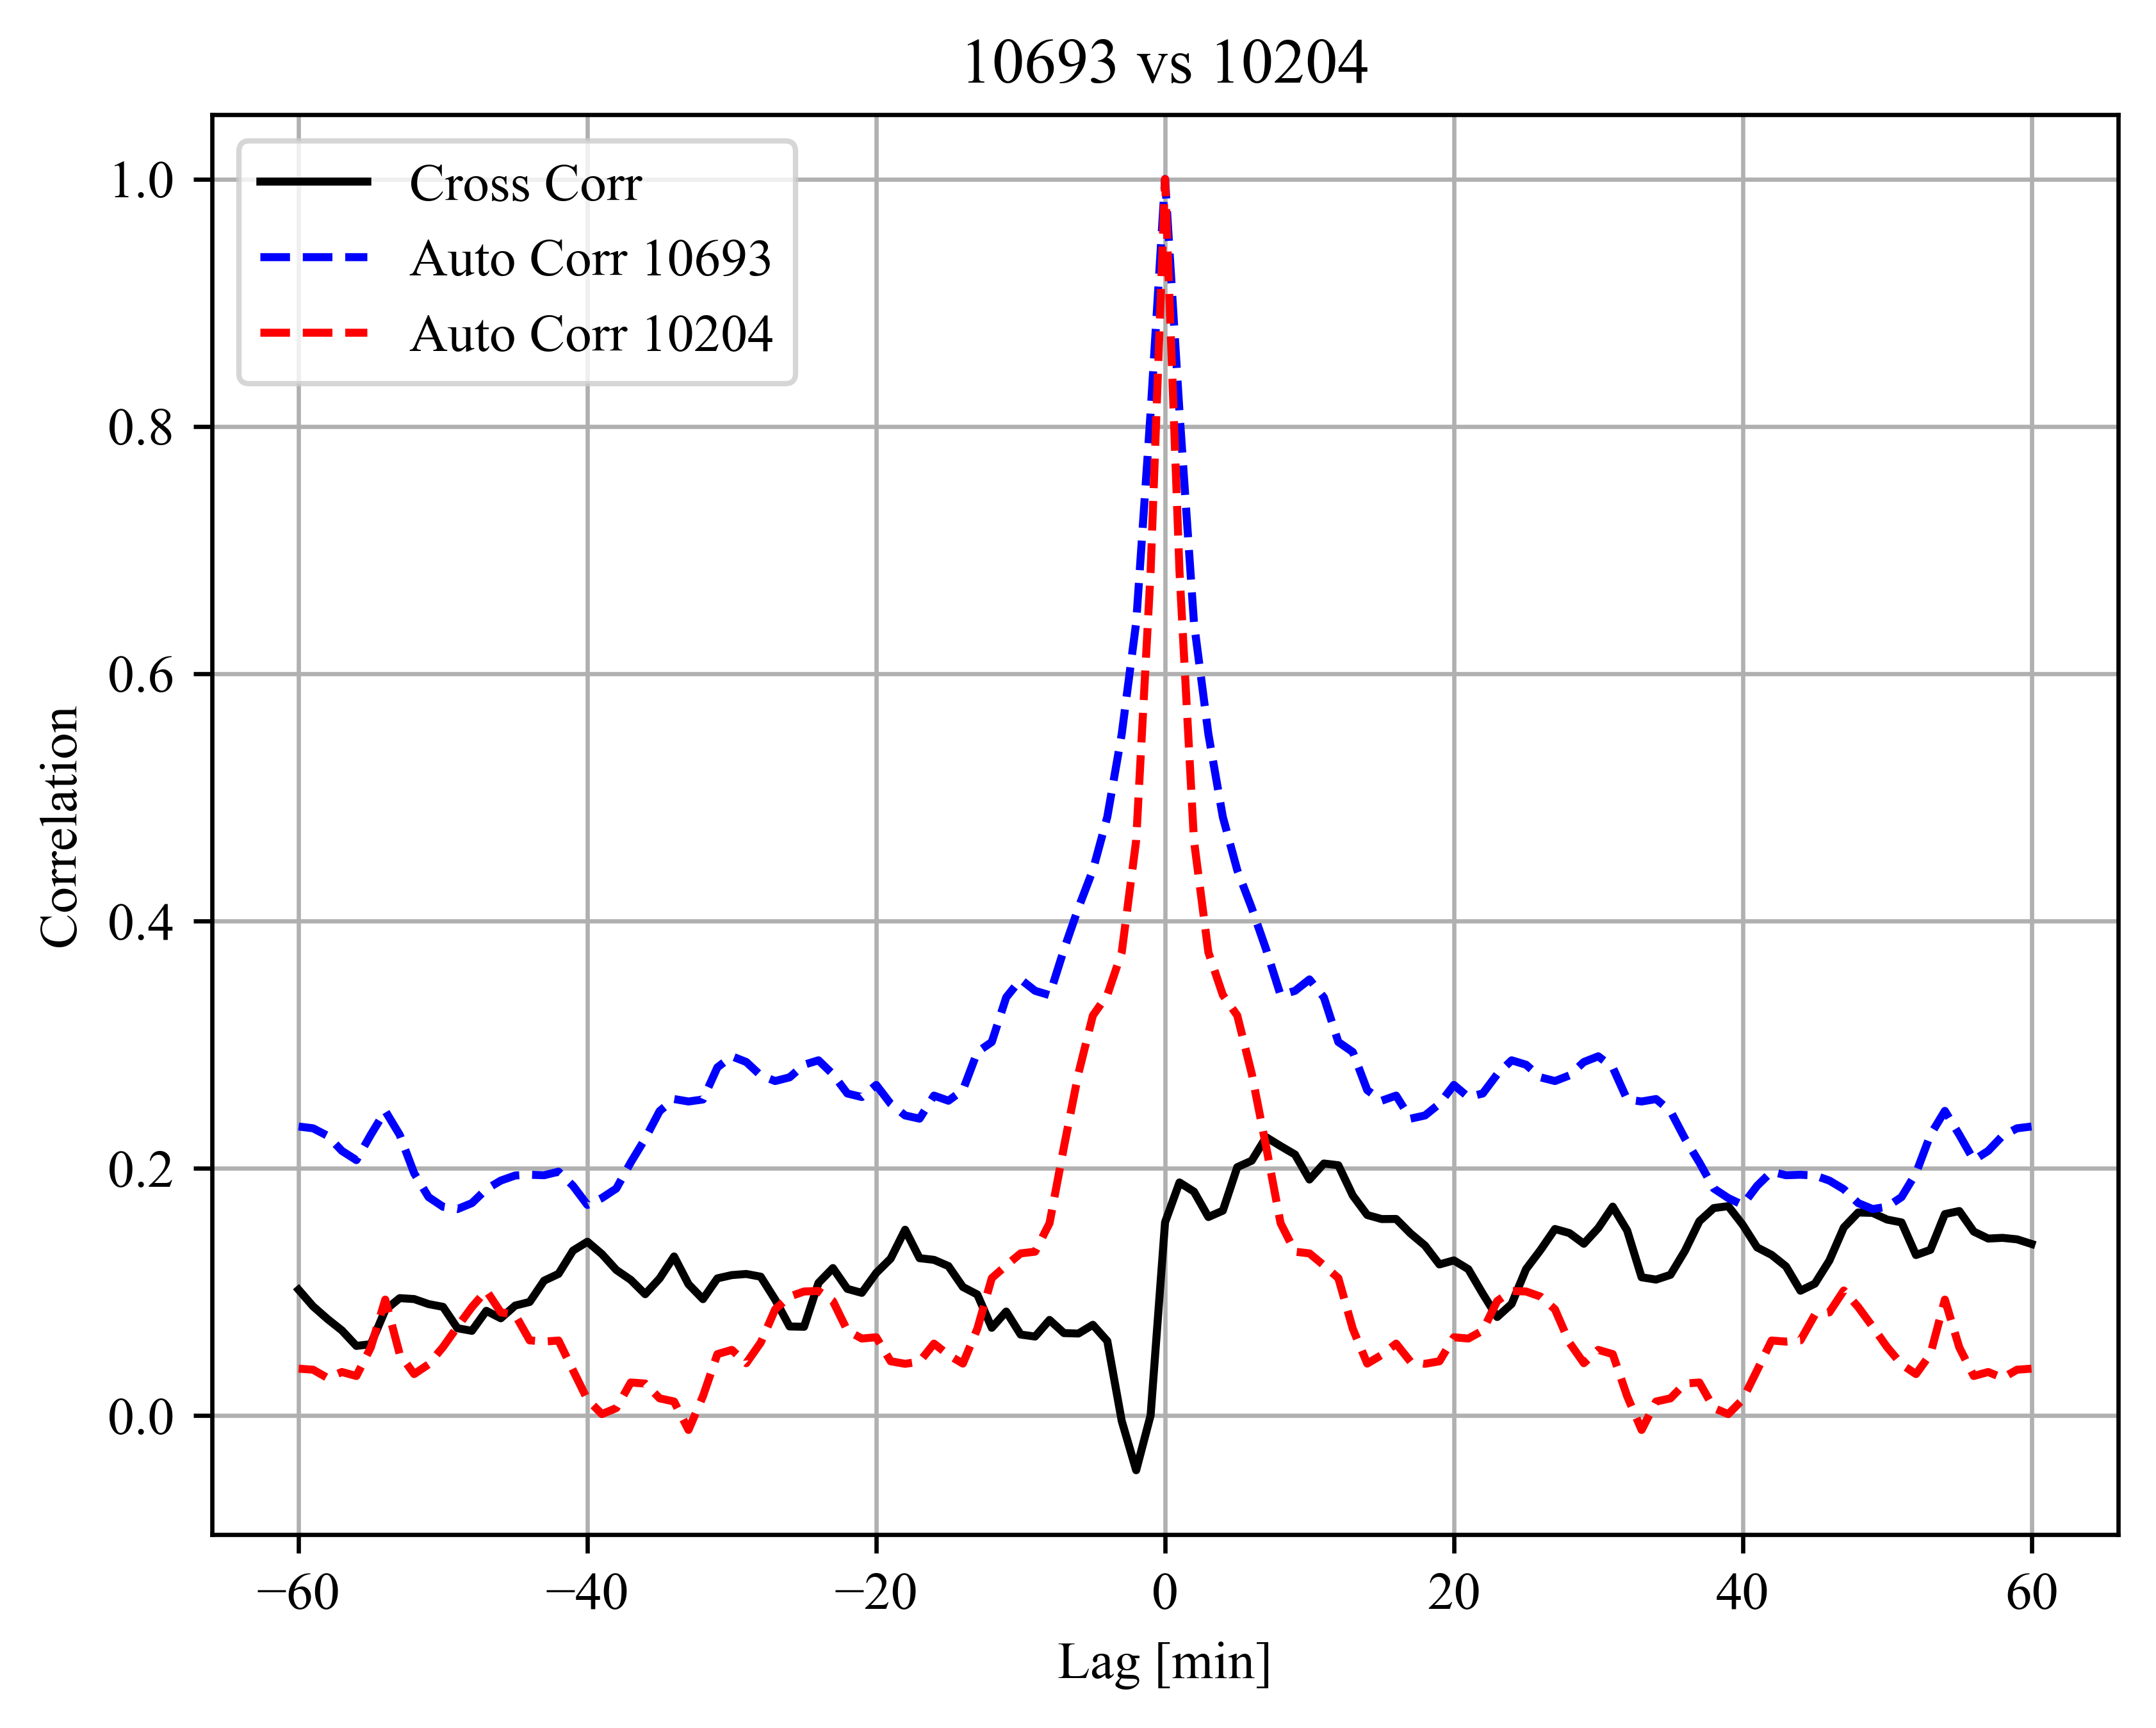 10693 vs 10204
Cross Corr
Auto Corr 10693
Auto Corr 10204
Correlation
1.0
0.8
0.6
0.4
0.2
0.0
−60 −40 −20 0 20 40 60
Lag [min]